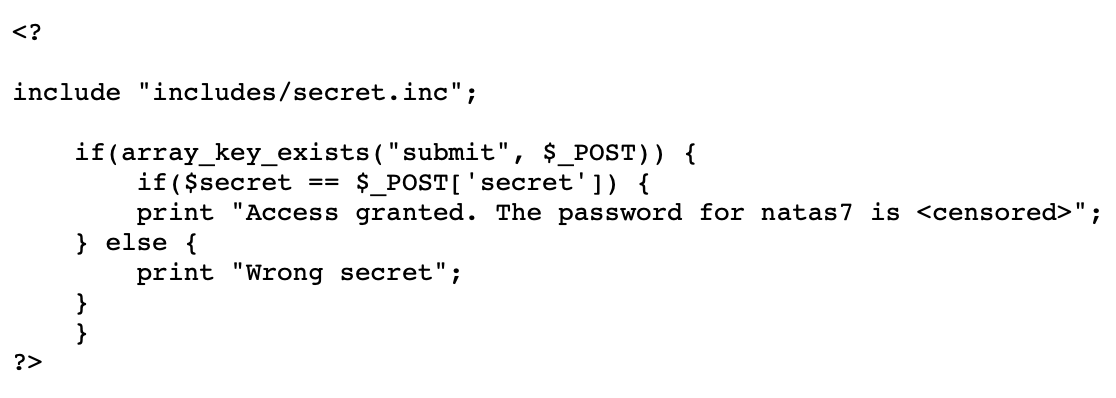 <?
include "includes/secret.inc";
if(array_key_exists("submit", $_POST)) {
if($secret == $_POST['secret']) {
print "Access granted. The password for natas7 is <censored>";
} else {
print "Wrong secret";
}
}
?>